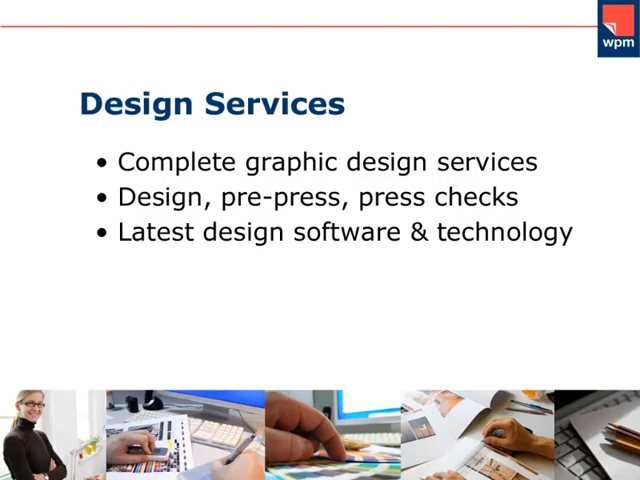 wpm
Design Services
• Complete graphic design services
• Design, pre-press, press checks
• Latest design software & technology